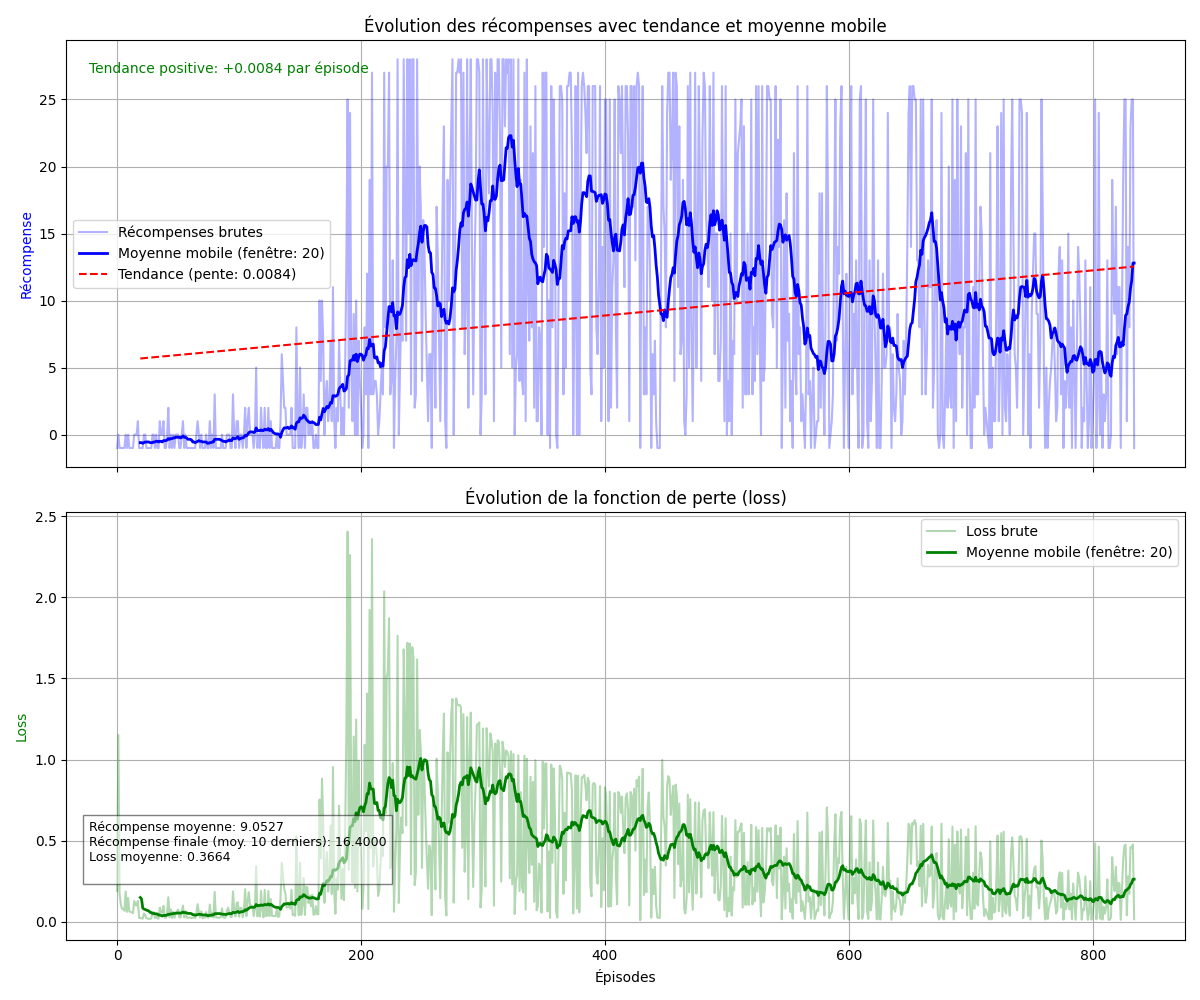 Évolution des récompenses avec tendance et moyenne mobile
Tendance positive: +0.0084 par épisode
25
20
15
10
5
0
Récompense
Récompenses brutes
Moyenne mobile (fenêtre: 20)
Tendance (pente: 0.0084)
Évolution de la fonction de perte (loss)
2.5
2.0
1.5
1.0
0.5
0.0
Loss
Loss brute
Moyenne mobile (fenêtre: 20)
Récompense moyenne: 9.0527
Récompense finale (moy. 10 derniers): 16.4000
Loss moyenne: 0.3664
0 200 400 600 800
Épisodes